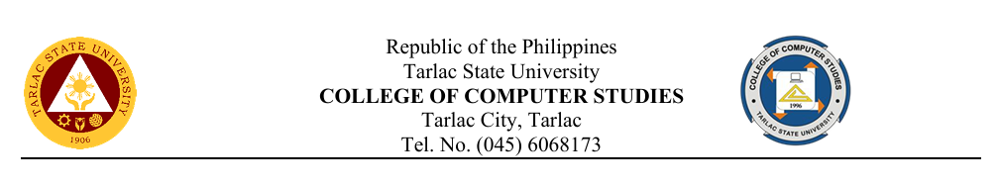 TARLAC STATE UNIVERSITY
1906
Republic of the Philippines
Tarlac State University
COLLEGE OF COMPUTER STUDIES
Tarlac City, Tarlac
Tel. No. (045) 6068173
COLLEGE OF COMPUTER STUDIES
1996
TARLAC STATE UNIVERSITY